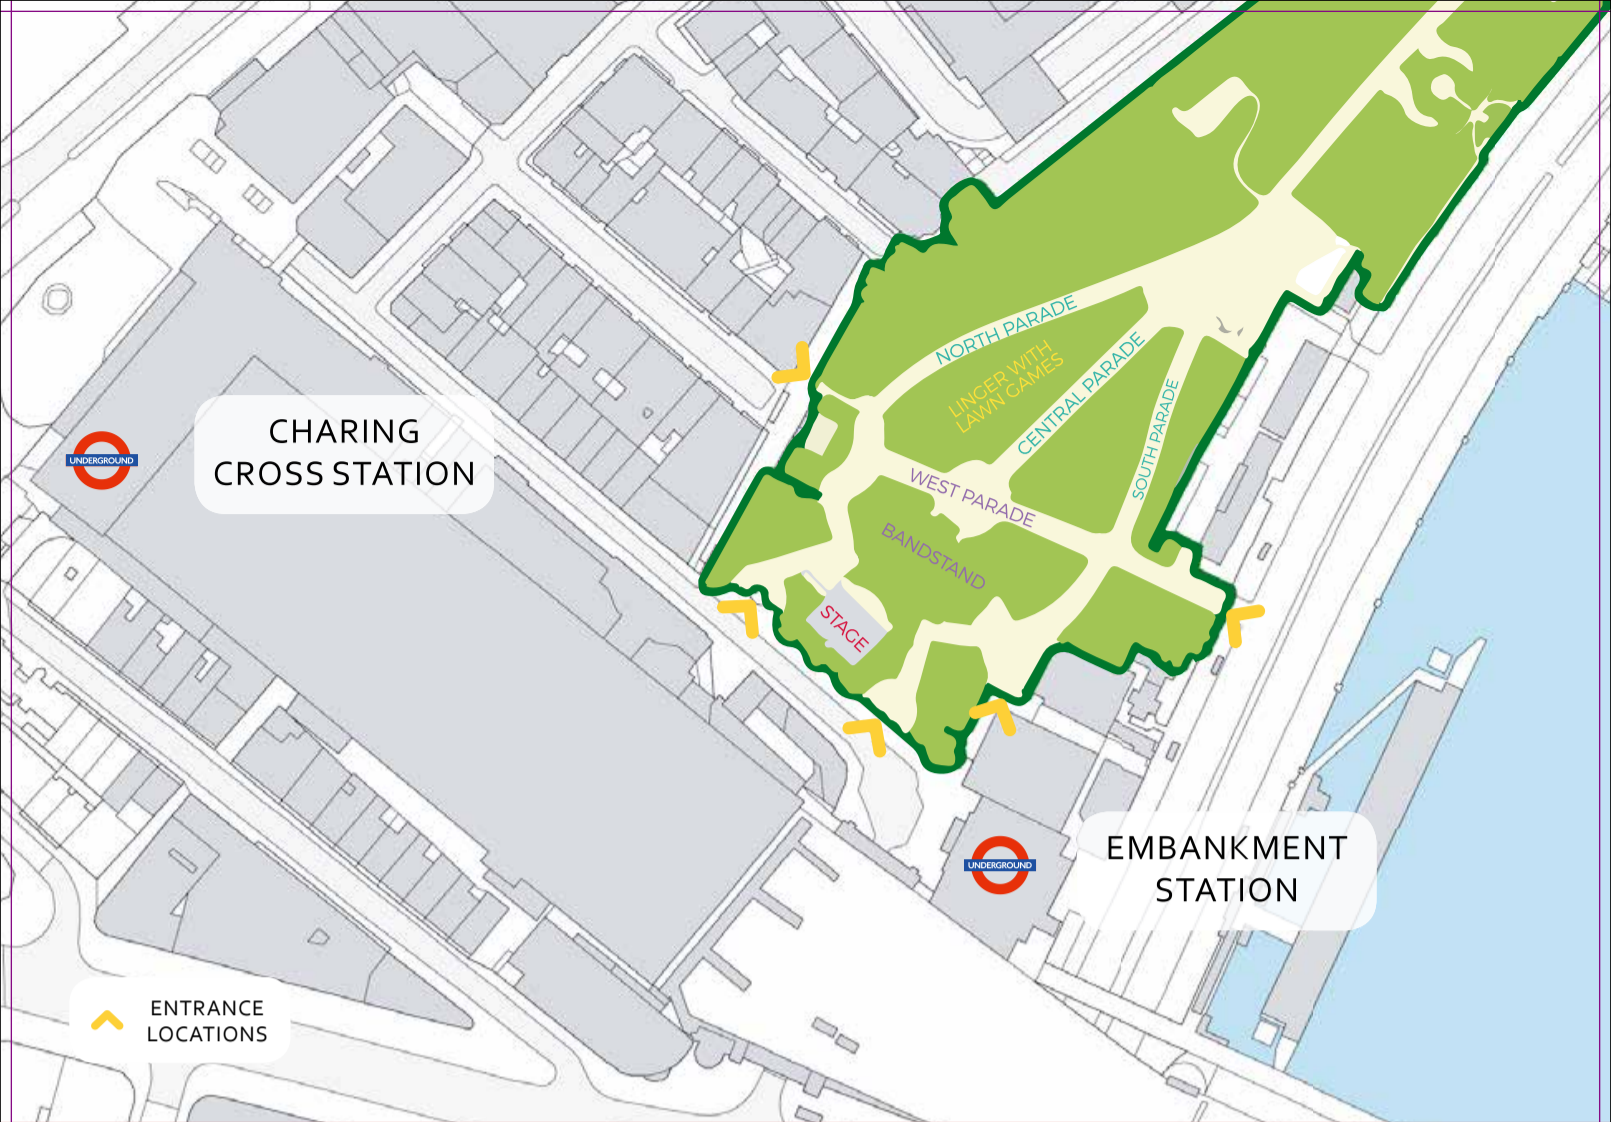 NORTH PARADE
LINGER WITH
LAWN GAMES
CENTRAL PARADE
SOUTH PARADE
CHARING
CROSS STATION
UNDERGROUND
WEST PARADE
BANDSTAND
STAGE
EMBANKMENT
STATION
UNDERGROUND
ENTRANCE
LOCATIONS